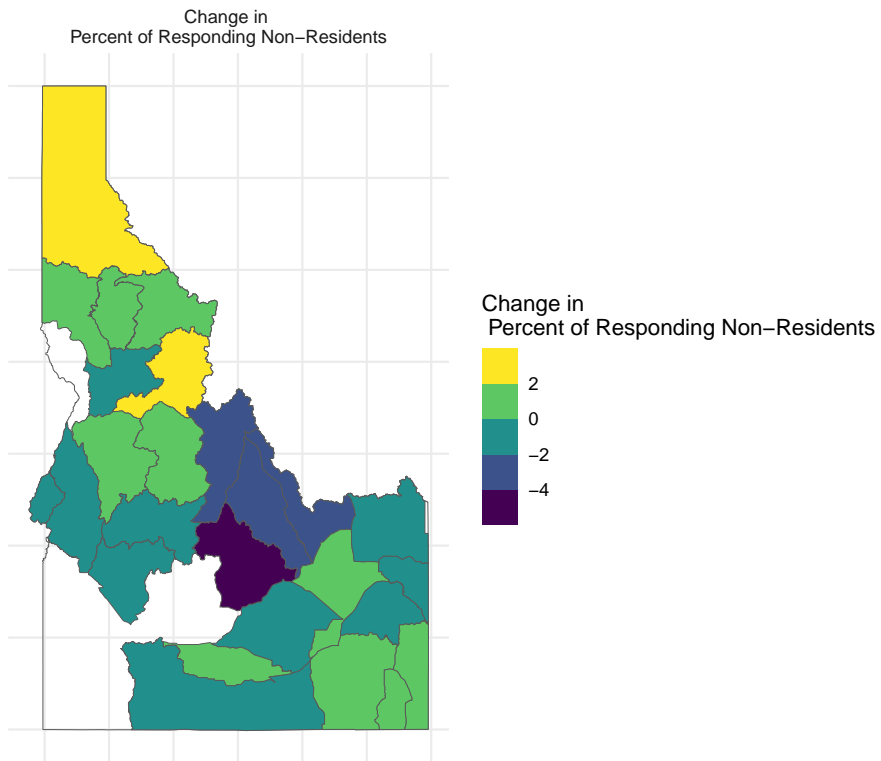 Change in
Percent of Responding Non−Residents
Change in
Percent of Responding Non−Residents
2
0
−2
−4